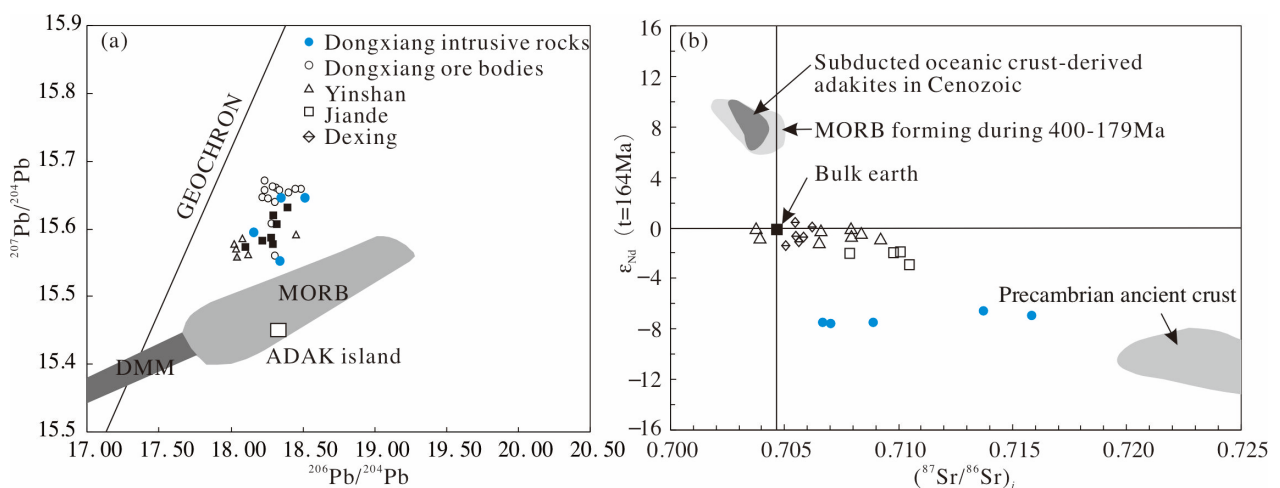 (a)
15.9
15.8
15.7
15.6
15.5
15.4
15.5
²⁰⁷Pb/²⁰⁴Pb
GEOCHRON
Dongxiang intrusive rocks
Dongxiang ore bodies
Yinshan
Jiande
Dexing
MORB
ADAK island
DMM
17.00 17.50 18.00 18.50 19.00 19.50 20.00 20.50
²⁰⁶Pb/²⁰⁴Pb
(b)
16
12
8
4
0
−4
−8
−12
−16
εNd (t=164Ma)
Subducted oceanic crust-derived
adakites in Cenozoic
MORB forming during 400-179Ma
Bulk earth
Precambrian ancient crust
0.700 0.705 0.710 0.715 0.720 0.725
(⁸⁷Sr/⁸⁶Sr)i